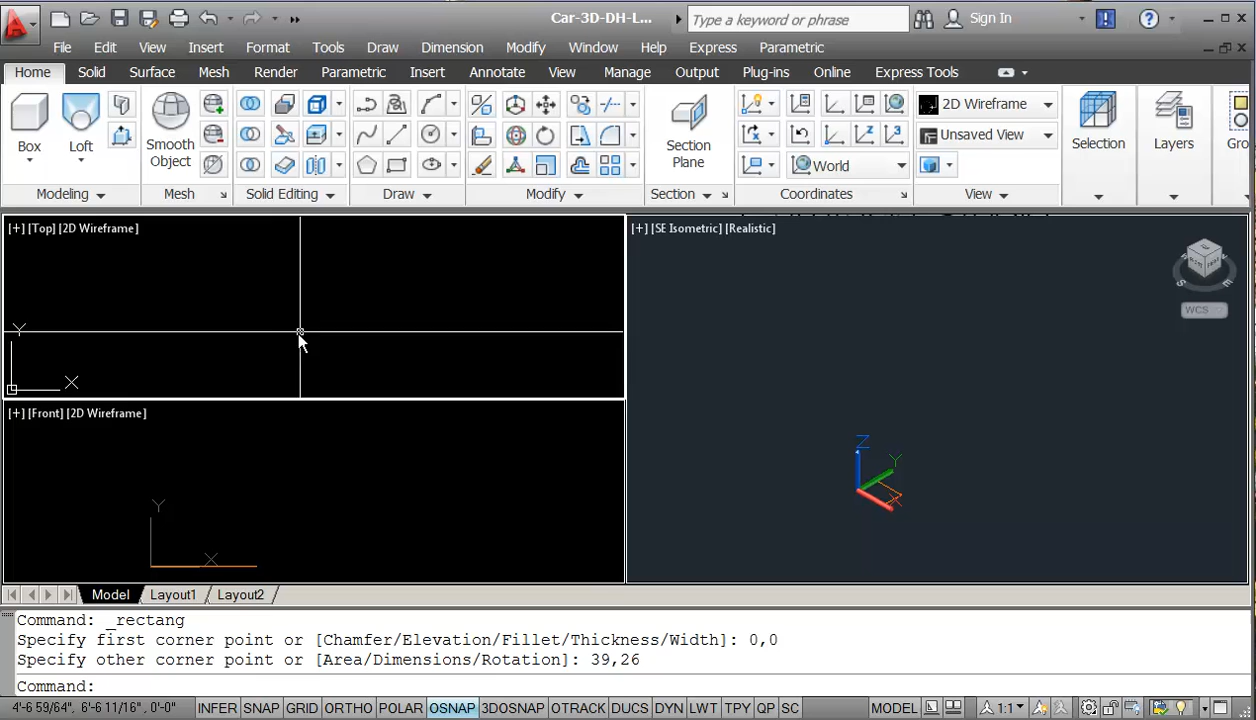 Car-3D-DH-L...
Type a keyword or phrase
Sign In
File Edit View Insert Format Tools Draw Dimension Modify Window Help Express Parametric
Home Solid Surface Mesh Render Parametric Insert Annotate View Manage Output Plug-ins Online Express Tools
Box
Loft
Smooth
Object
Section
Plane
2D Wireframe
Unsaved View
World
Selection
Layers
Gro
Modeling
Mesh
Solid Editing
Draw
Modify
Section
Coordinates
View
[+] [Top] [2D Wireframe]
Y
X
[+] [SE Isometric] [Realistic]
WCS
Z
Y
X
[+] [Front] [2D Wireframe]
Y
X
Model Layout1 Layout2
Command: _rectang
Specify first corner point or [Chamfer/Elevation/Fillet/Thickness/Width]: 0,0
Specify other corner point or [Area/Dimensions/Rotation]: 39,26
Command:
4'-6 59/64", 6'-6 11/16", 0'-0" INFER SNAP GRID ORTHO POLAR OSNAP 3DOSNAP OTRACK DUCS DYN LWT TPY QP SC MODEL 1:1